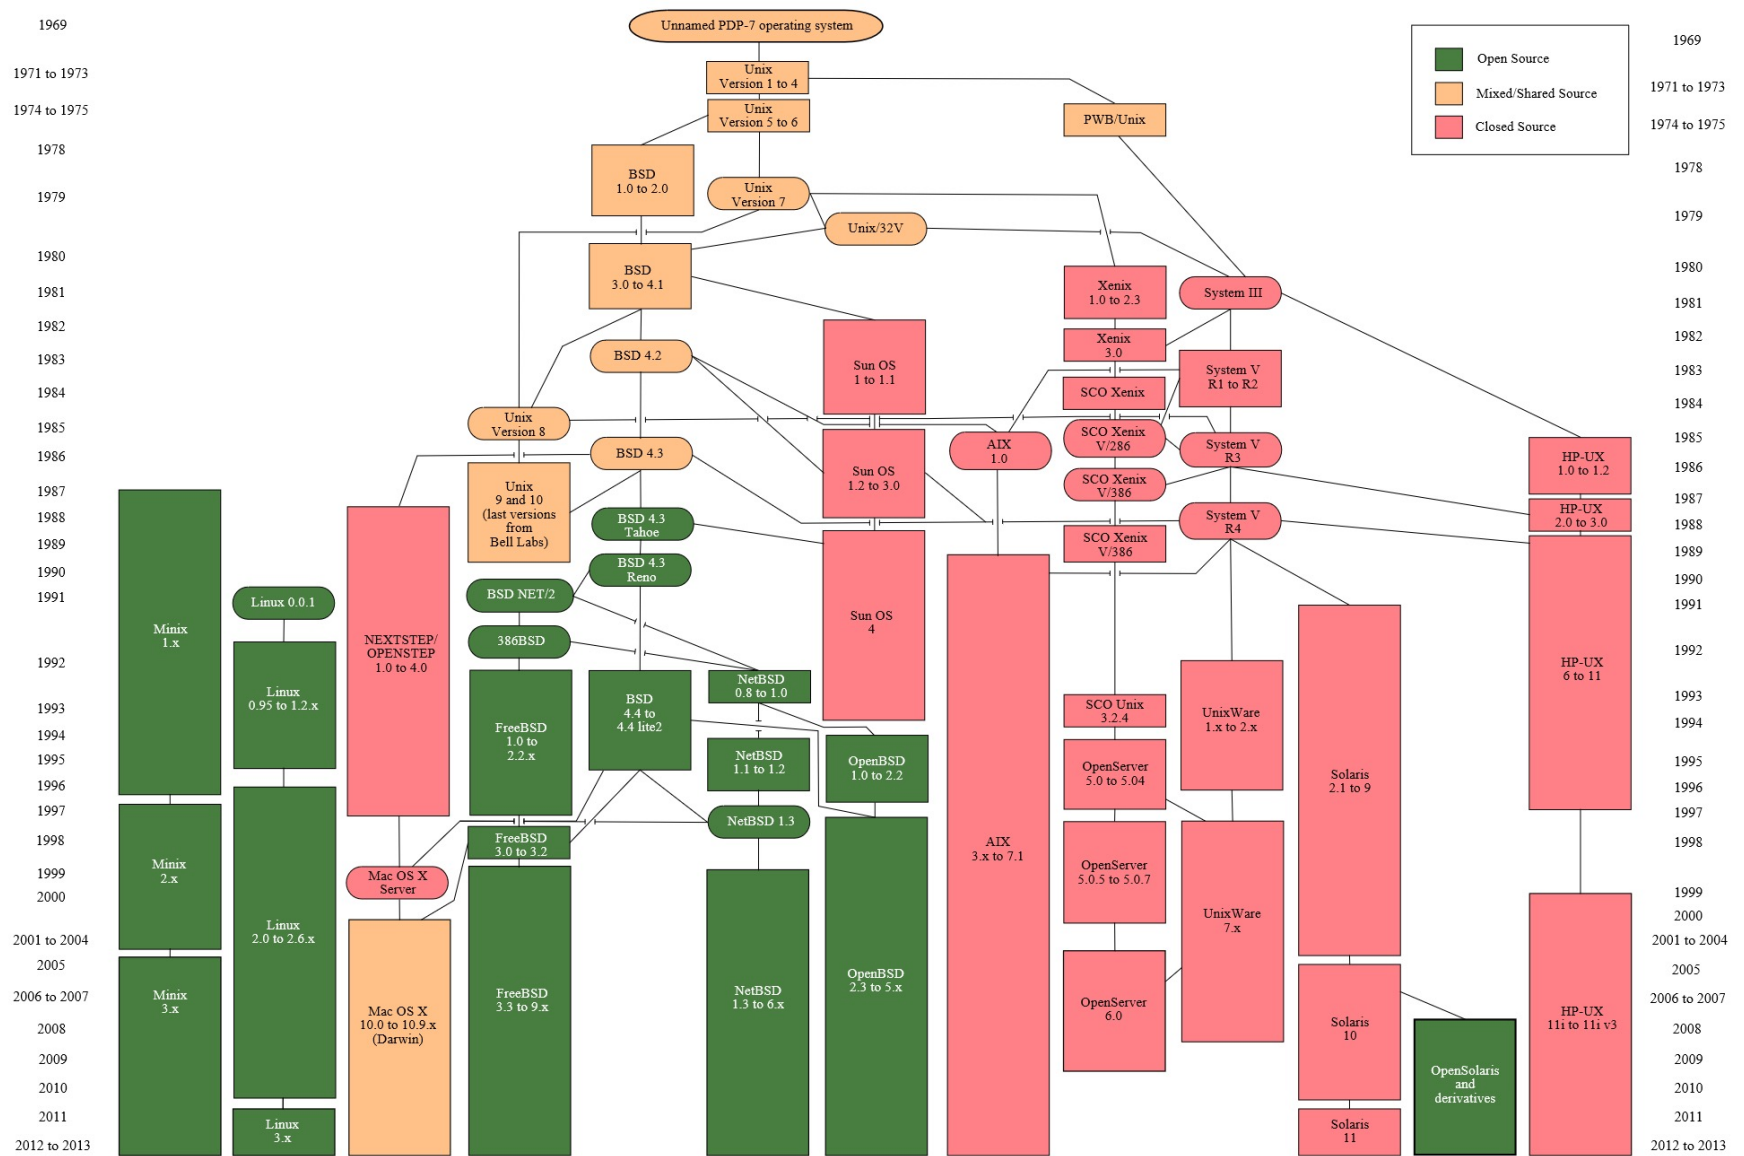 Unnamed PDP-7 operating system
Unix
Version 1 to 4
Unix
Version 5 to 6
PWB/Unix
BSD
1.0 to 2.0
Unix
Version 7
Unix/32V
BSD
3.0 to 4.1
Xenix
1.0 to 2.3
System III
Xenix
3.0
BSD 4.2
Sun OS
1 to 1.1
System V
R1 to R2
SCO Xenix
Unix
Version 8
SCO Xenix
V/286
AIX
1.0
System V
R3
BSD 4.3
HP-UX
1.0 to 1.2
Sun OS
1.2 to 3.0
SCO Xenix
V/386
Unix
9 and 10
(last versions
from
Bell Labs)
HP-UX
2.0 to 3.0
BSD 4.3
Tahoe
System V
R4
SCO Xenix
V/386
BSD 4.3
Reno
BSD NET/2
Linux 0.0.1
Minix
1.x
386BSD
Sun OS
4
NEXTSTEP/
OPENSTEP
1.0 to 4.0
HP-UX
6 to 11
NetBSD
0.8 to 1.0
Linux
0.95 to 1.2.x
BSD
4.4 to
4.4 lite2
SCO Unix
3.2.4
UnixWare
1.x to 2.x
FreeBSD
1.0 to
2.2.x
NetBSD
1.1 to 1.2
OpenBSD
1.0 to 2.2
OpenServer
5.0 to 5.04
Solaris
2.1 to 9
NetBSD 1.3
FreeBSD
3.0 to 3.2
AIX
3.x to 7.1
Minix
2.x
Mac OS X
Server
OpenServer
5.0.5 to 5.0.7
Linux
2.0 to 2.6.x
UnixWare
7.x
OpenBSD
2.3 to 5.x
Minix
3.x
FreeBSD
3.3 to 9.x
NetBSD
1.3 to 6.x
OpenServer
6.0
Mac OS X
10.0 to 10.9.x
(Darwin)
HP-UX
11i to 11i v3
Solaris
10
OpenSolaris
and
derivatives
Linux
3.x
Solaris
11
Open Source
Mixed/Shared Source
Closed Source
1969
1971 to 1973
1974 to 1975
1978
1979
1980
1981
1982
1983
1984
1985
1986
1987
1988
1989
1990
1991
1992
1993
1994
1995
1996
1997
1998
1999
2000
2001 to 2004
2005
2006 to 2007
2008
2009
2010
2011
2012 to 2013
1969
1971 to 1973
1974 to 1975
1978
1979
1980
1981
1982
1983
1984
1985
1986
1987
1988
1989
1990
1991
1992
1993
1994
1995
1996
1997
1998
1999
2000
2001 to 2004
2005
2006 to 2007
2008
2009
2010
2011
2012 to 2013